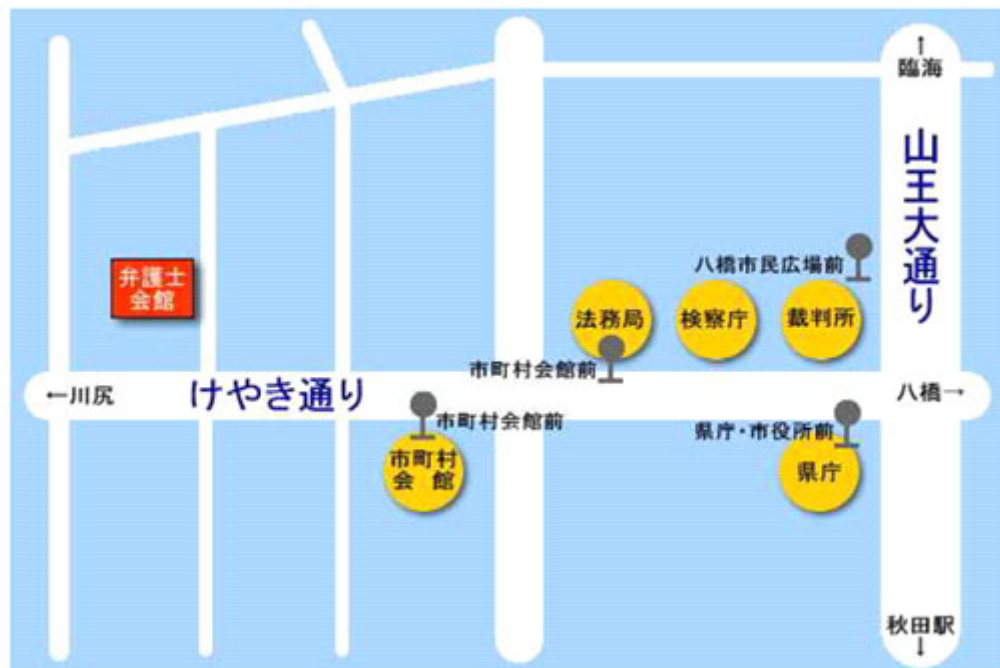 ↑
臨海
山王大通り
弁護士
会館
八橋市民広場前
法務局
検察庁
裁判所
市町村会館前
←川尻
けやき通り
八橋→
市町村会館前
県庁・市役所前
市町村
会館
県庁
秋田駅
↓